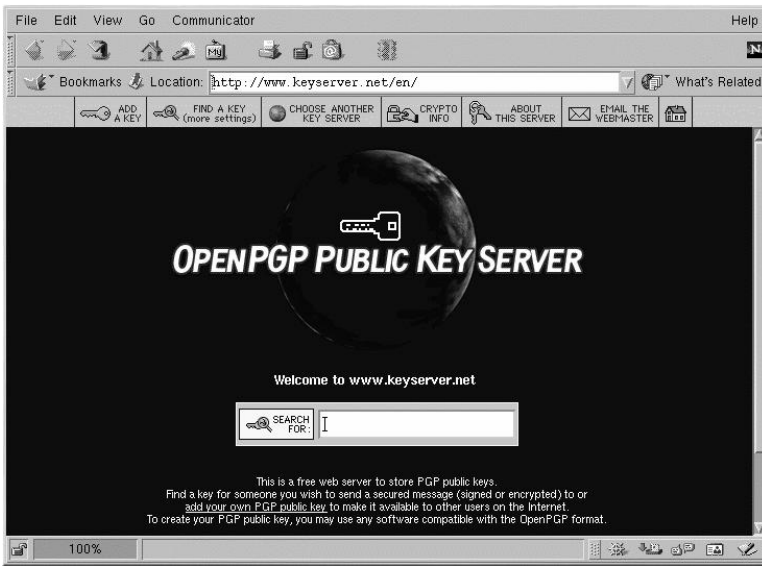 File Edit View Go Communicator Help
My
N
Bookmarks Location: http://www.keyserver.net/en/ What's Related
ADD A KEY
FIND A KEY (more settings)
CHOOSE ANOTHER KEY SERVER
CRYPTO INFO
ABOUT THIS SERVER
EMAIL THE WEBMASTER
OPENPGP PUBLIC KEY SERVER
Welcome to www.keyserver.net
SEARCH FOR:
This is a free web server to store PGP public keys.
Find a key for someone you wish to send a secured message (signed or encrypted) to or
add your own PGP public key to make it available to other users on the Internet.
To create your PGP public key, you may use any software compatible with the OpenPGP format.
100%